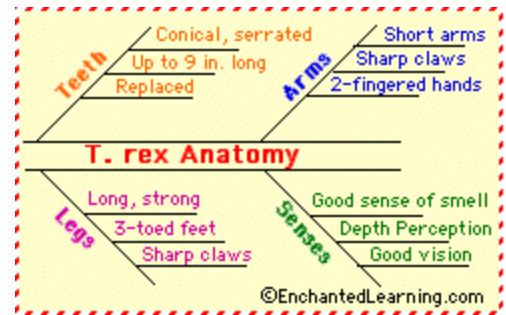 Teeth
Conical, serrated
Up to 9 in. long
Replaced
Arms
Short arms
Sharp claws
2-fingered hands
T. rex Anatomy
Legs
Long, strong
3-toed feet
Sharp claws
Senses
Good sense of smell
Depth Perception
Good vision
©EnchantedLearning.com